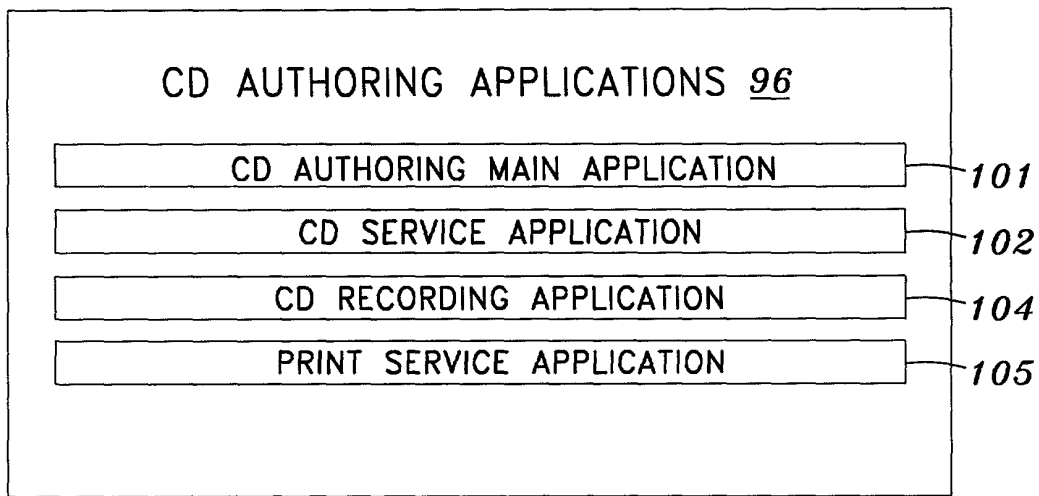 CD AUTHORING APPLICATIONS 96
CD AUTHORING MAIN APPLICATION 101
CD SERVICE APPLICATION 102
CD RECORDING APPLICATION 104
PRINT SERVICE APPLICATION 105